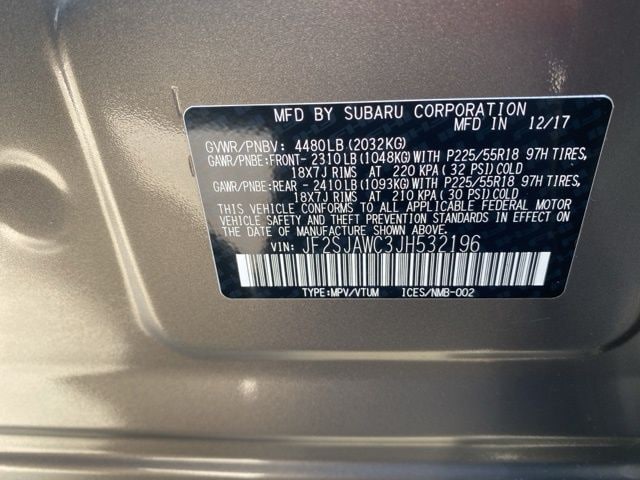 MFD BY SUBARU CORPORATION
MFD IN 12/17
GVWR/PNBV: 4480LB(2032KG)
GAWR/PNBE:FRONT-2310LB(1048KG)WITH P225/55R18 97H TIRES,
18X7J RIMS AT 220 KPA(32 PSI)COLD
GAWR/PNBE:REAR -2410LB(1093KG)WITH P225/55R18 97H TIRES,
18X7J RIMS AT 210 KPA(30 PSI)COLD
THIS VEHICLE CONFORMS TO ALL APPLICABLE FEDERAL MOTOR
VEHICLE SAFETY AND THEFT PREVENTION STANDARDS IN EFFECT
ON THE DATE OF MANUFACTURE SHOWN ABOVE.
VIN: JF2SJAWC3JH532196
TYPE:MPV/VTUM ICES/NMB-002